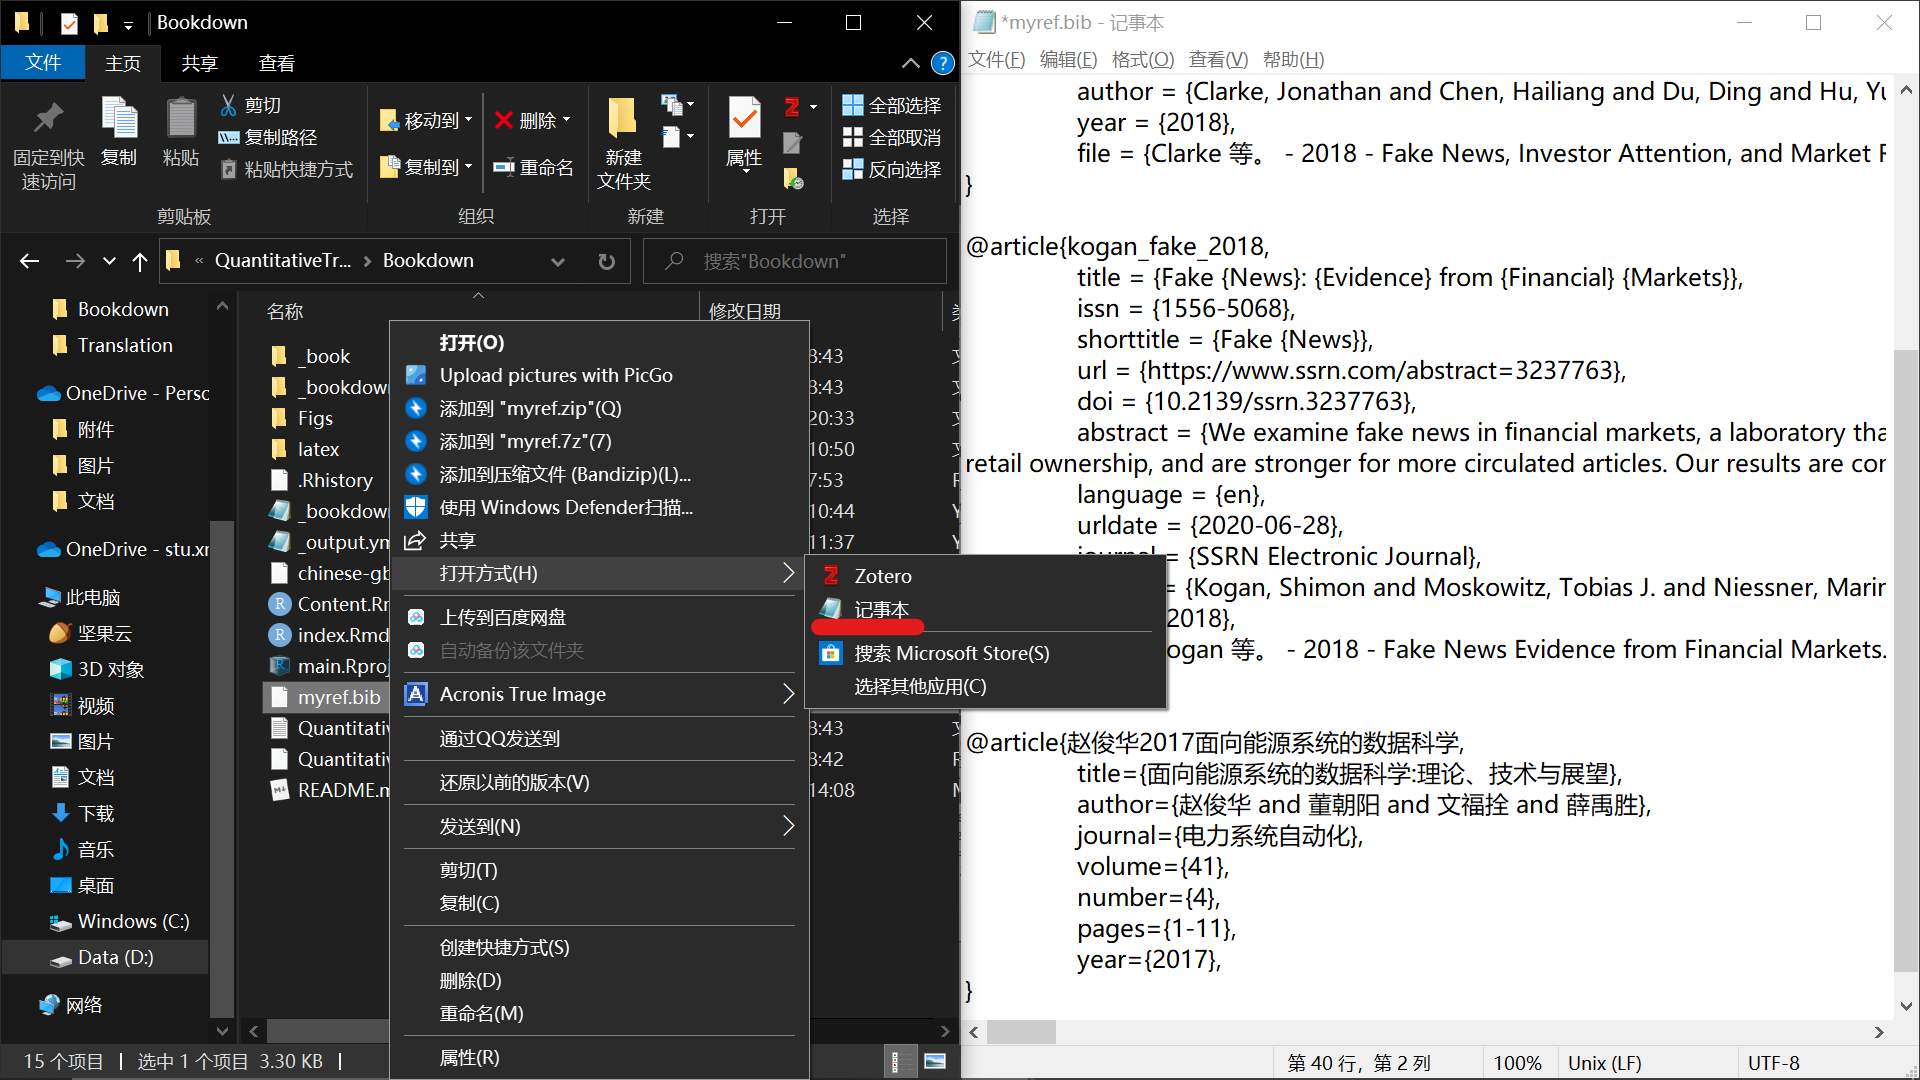 Bookdown
文件
主页
共享
查看
固定到快
速访问
复制
粘贴
剪切
复制路径
粘贴快捷方式
剪贴板
移动到
复制到
删除
重命名
组织
新建
文件夹
新建
属性
打开
全部选择
全部取消
反向选择
选择
« QuantitativeTr... › Bookdown
搜索"Bookdown"
Bookdown
Translation
OneDrive - Perso
附件
图片
文档
OneDrive - stu.xr
此电脑
坚果云
3D 对象
视频
图片
文档
下载
音乐
桌面
Windows (C:)
Data (D:)
网络
名称
修改日期
_book
8:43
_bookdown
8:43
Figs
20:33
latex
10:50
.Rhistory
7:53
_bookdow
10:44
_output.ym
11:37
chinese-gb
Content.Rr
index.Rmd
main.Rproj
myref.bib
Quantitativ
8:43
Quantitativ
8:42
README.m
14:08
打开(O)
Upload pictures with PicGo
添加到 "myref.zip"(Q)
添加到 "myref.7z"(7)
添加到压缩文件 (Bandizip)(L)...
使用 Windows Defender扫描...
共享
打开方式(H)
上传到百度网盘
自动备份该文件夹
Acronis True Image
通过QQ发送到
还原以前的版本(V)
发送到(N)
剪切(T)
复制(C)
创建快捷方式(S)
删除(D)
重命名(M)
属性(R)
Zotero
记事本
搜索 Microsoft Store(S)
选择其他应用(C)
15 个项目
选中 1 个项目 3.30 KB
*myref.bib - 记事本
文件(F) 编辑(E) 格式(O) 查看(V) 帮助(H)
author = {Clarke, Jonathan and Chen, Hailiang and Du, Ding and Hu, Yu
year = {2018},
file = {Clarke 等。 - 2018 - Fake News, Investor Attention, and Market R
}
@article{kogan_fake_2018,
title = {Fake {News}: {Evidence} from {Financial} {Markets}},
issn = {1556-5068},
shorttitle = {Fake {News}},
url = {https://www.ssrn.com/abstract=3237763},
doi = {10.2139/ssrn.3237763},
abstract = {We examine fake news in financial markets, a laboratory tha
retail ownership, and are stronger for more circulated articles. Our results are con
language = {en},
urldate = {2020-06-28},
journal = {SSRN Electronic Journal},
= {Kogan, Shimon and Moskowitz, Tobias J. and Niessner, Marin
2018},
ogan 等。 - 2018 - Fake News Evidence from Financial Markets.
@article{赵俊华2017面向能源系统的数据科学,
title={面向能源系统的数据科学:理论、技术与展望},
author={赵俊华 and 董朝阳 and 文福拴 and 薛禹胜},
journal={电力系统自动化},
volume={41},
number={4},
pages={1-11},
year={2017},
}
第 40 行，第 2 列
100%
Unix (LF)
UTF-8